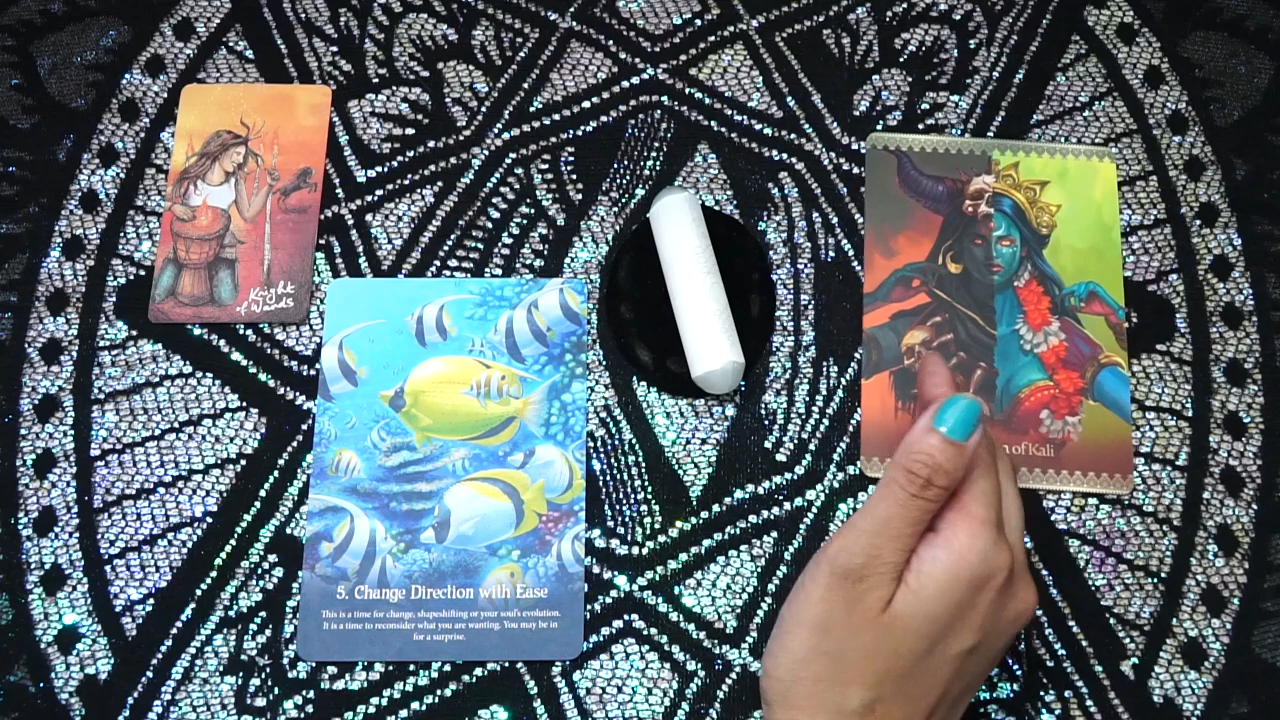 Knight
of Wands
5. Change Direction with Ease
This is a time for change, shapeshifting or your soul's evolution.
It is a time to reconsider what you are wanting. You may be in
for a surprise.
of Kali